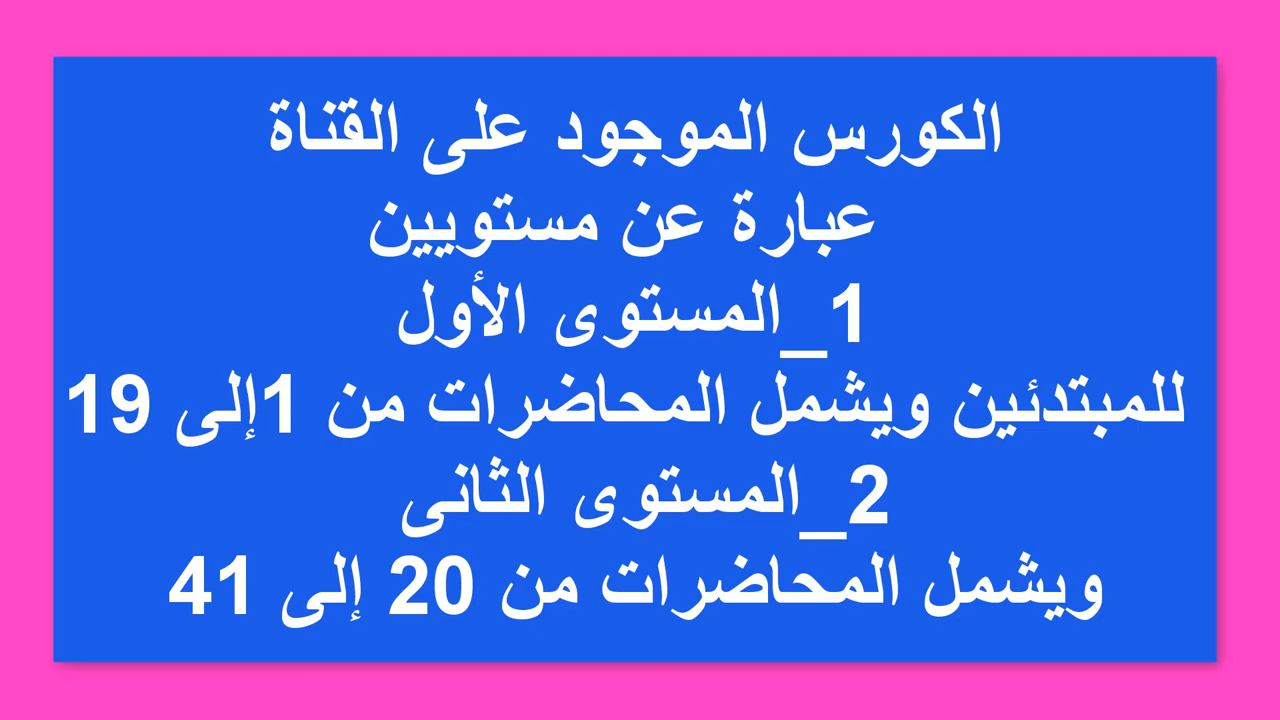 الكورس الموجود على القناة
عبارة عن مستويين
1_المستوى الأول
للمبتدئين ويشمل المحاضرات من 1إلى 19
2_المستوى الثانى
ويشمل المحاضرات من 20 إلى 41